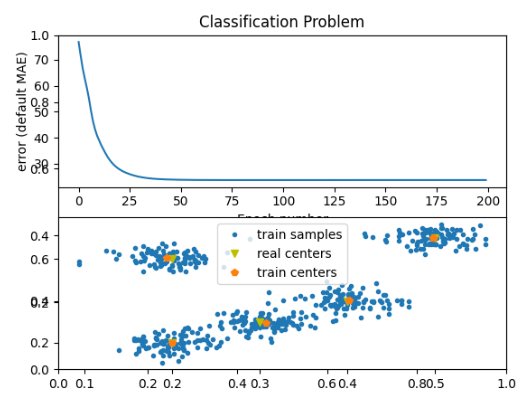 Classification Problem
error (default MAE)
1.0
70
60
0.8
50
40
30
0.6
0 25 50 75 100 125 150 175 200
Epoch number
train samples
real centers
train centers
0.4
0.6
0.4
0.2
0.2
0.0
0.0 0.1 0.2 0.2 0.4 0.3 0.6 0.4 0.8 0.5 1.0